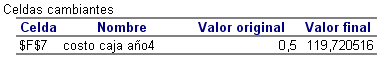 Celdas cambiantes
Celda Nombre Valor original Valor final
$F$7 costo caja año4 0,5 119,720516